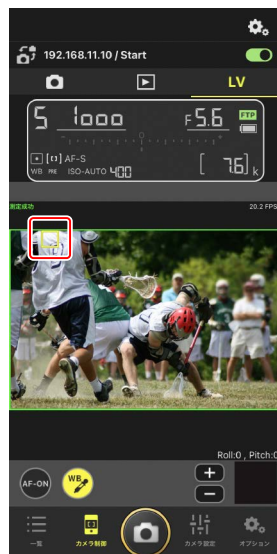 192.168.11.10 / Start
LV
S 1000 F5.6 FTP
[ ] AF-S
WB PRE ISO-AUTO 400 [ 7.6] k
測定成功 20.2 FPS
Roll:0 , Pitch:0
AF-ON WB
+
−
一覧 カメラ制御 カメラ設定 オプション